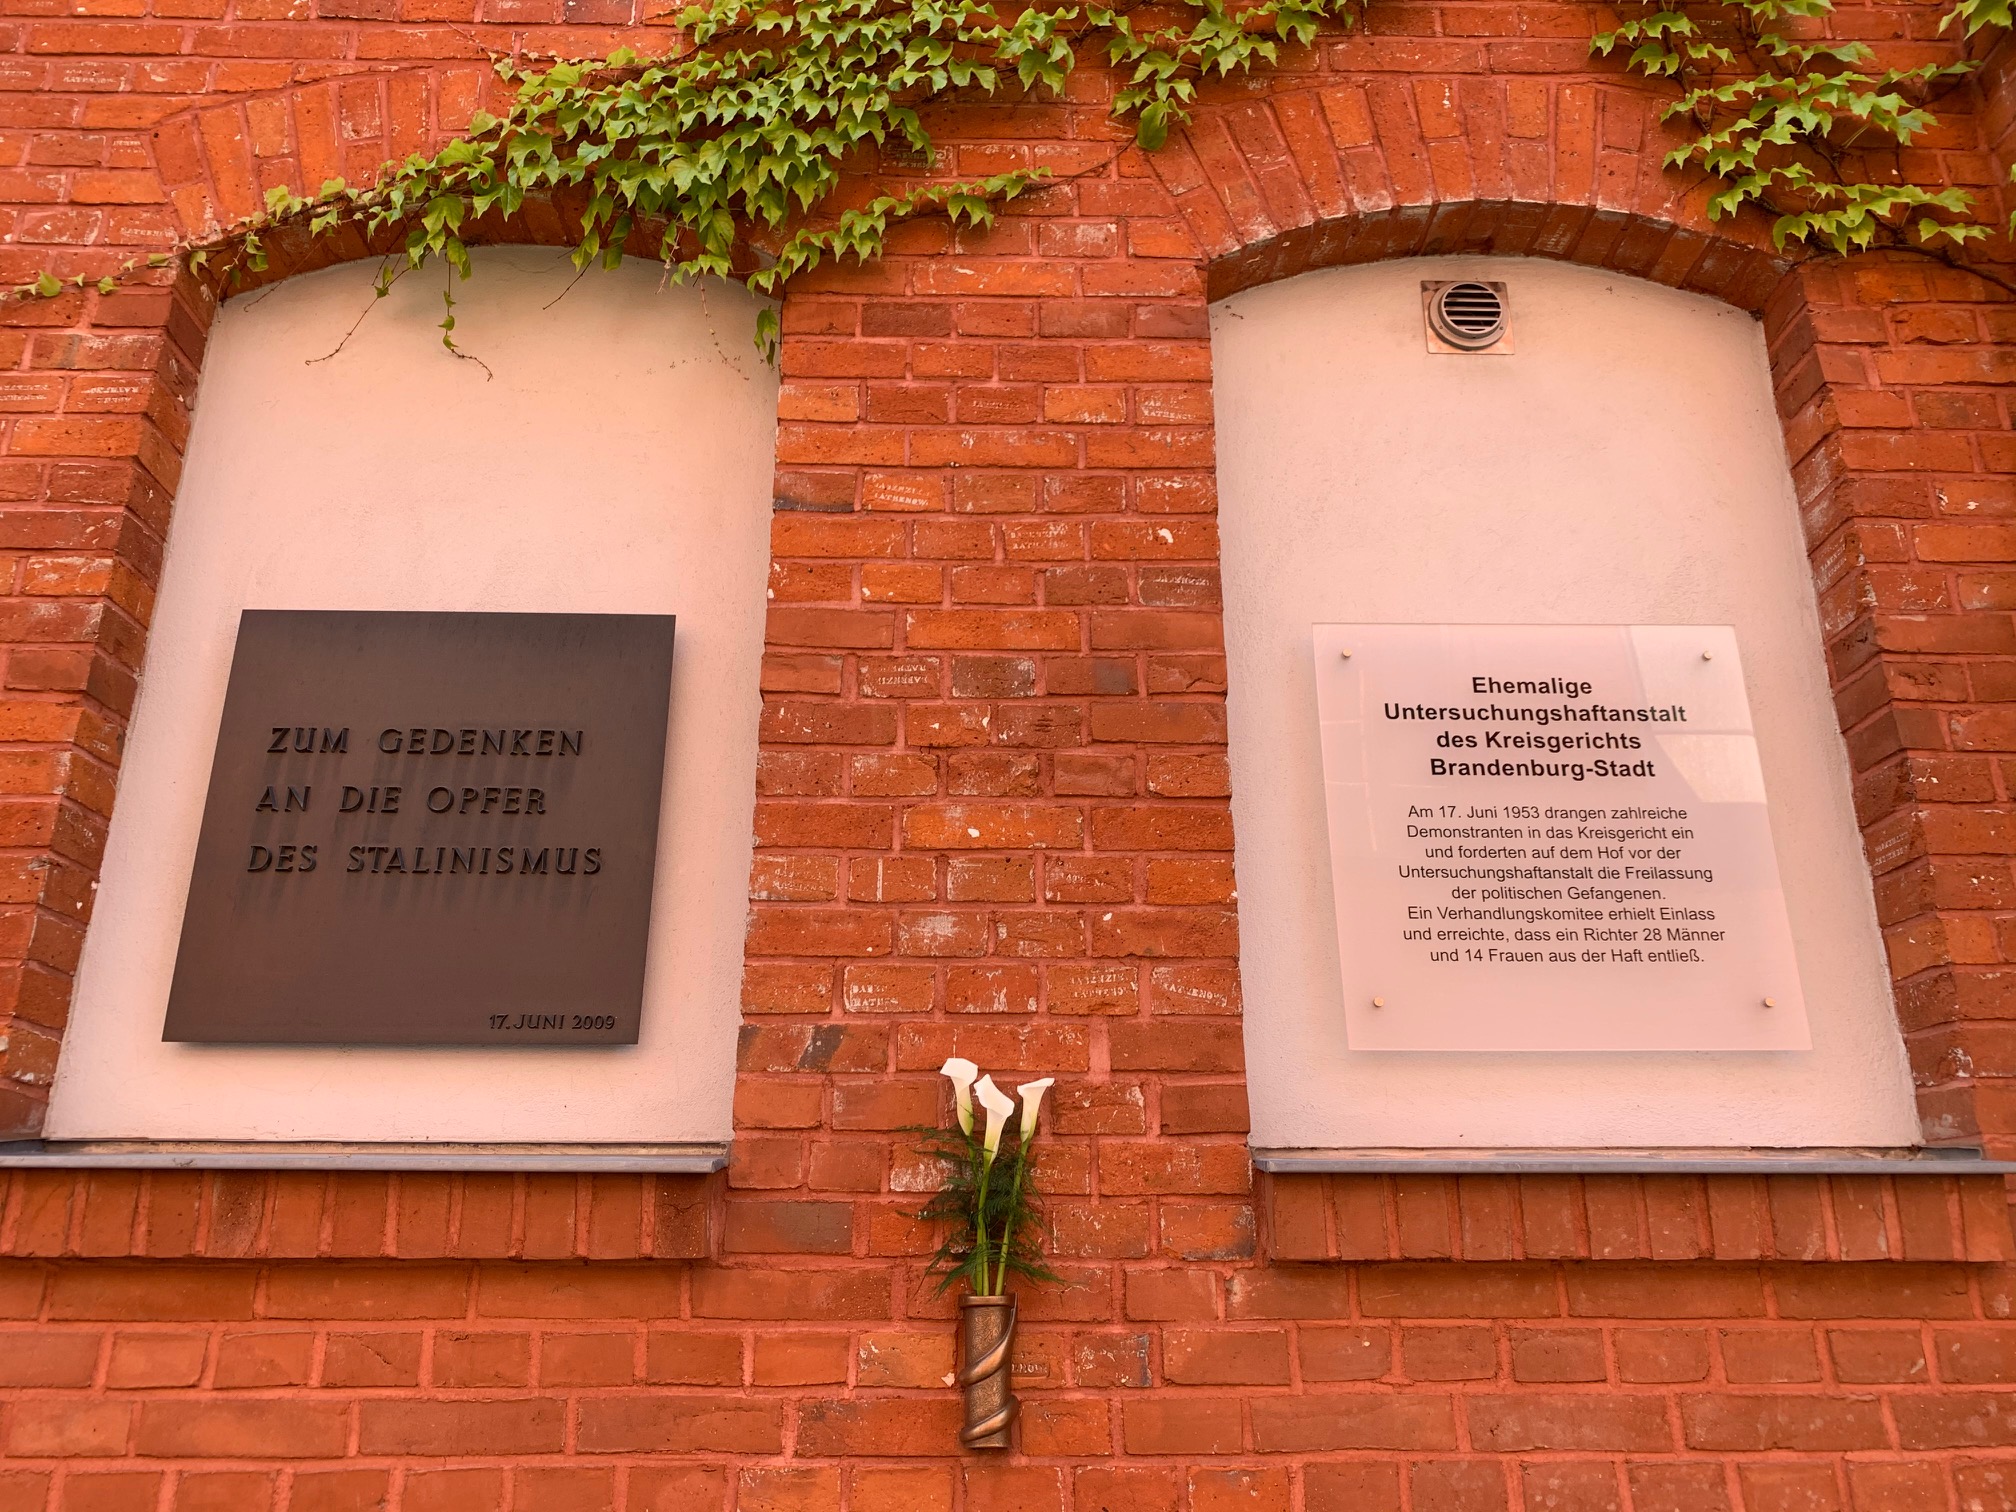 ZUM GEDENKEN
AN DIE OPFER
DES STALINISMUS
17. JUNI 2009
Ehemalige
Untersuchungshaftanstalt
des Kreisgerichts
Brandenburg-Stadt
Am 17. Juni 1953 drangen zahlreiche
Demonstranten in das Kreisgericht ein
und forderten auf dem Hof vor der
Untersuchungshaftanstalt die Freilassung
der politischen Gefangenen.
Ein Verhandlungskomitee erhielt Einlass
und erreichte, dass ein Richter 28 Männer
und 14 Frauen aus der Haft entließ.